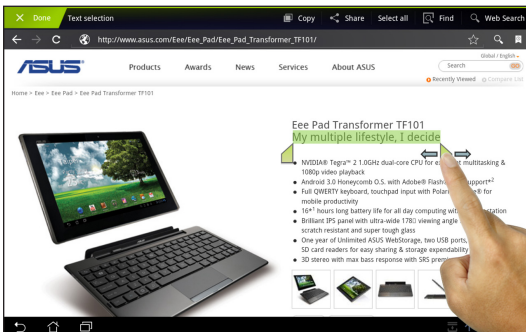 Done Text selection Copy Share Select all Find Web Search
http://www.asus.com/Eee/Eee_Pad/Eee_Pad_Transformer_TF101/
Global / English
ASUS Products Awards News Services About ASUS Search
Recently Viewed Compare List
Home > Eee > Eee Pad > Eee Pad Transformer TF101
Eee Pad Transformer TF101
My multiple lifestyle, I decide
NVIDIA® Tegra™ 2 1.0GHz dual-core CPU for multitasking &
1080p video playback
Android 3.0 Honeycomb O.S. with Adobe® Flash support*2
Full QWERTY keyboard, touchpad input with for
mobile productivity
16*1 hours long battery life for all day computing
Brilliant IPS panel with ultra-wide 178 viewing angle
scratch resistant and super tough glass
One year of Unlimited ASUS WebStorage, two USB ports,
SD card readers for easy sharing & storage expendability
3D stereo with max bass response with SRS